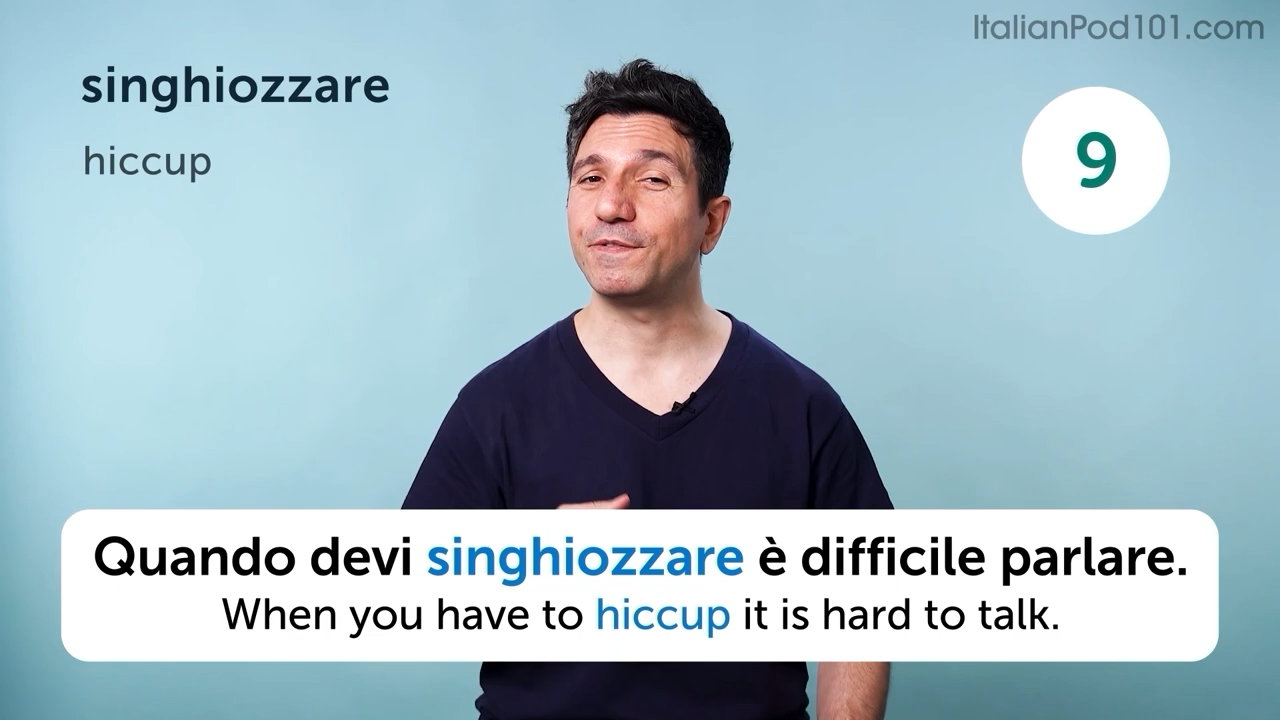 ItalianPod101.com
singhiozzare
hiccup
9
Quando devi singhiozzare è difficile parlare.
When you have to hiccup it is hard to talk.